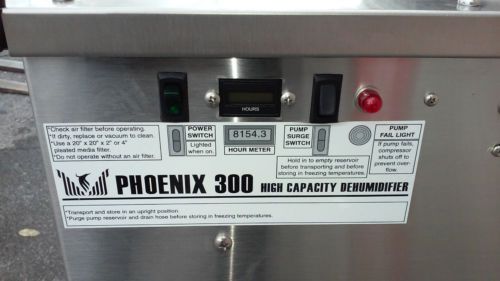 HOURS
*Check air filter before operating.
*If dirty, replace or vacuum to clean
*Use a 20" x 20" x 2" or 4"
pleated media filter.
*Do not operate without an air filter.
POWER
SWITCH
Lighted
when on.
8154.3
HOUR METER
PUMP
SURGE
SWITCH
Hold in to empty reservoir
before transporting and before
storing in freezing temperatures.
PUMP
FAIL LIGHT
If pump fails,
compressor
shuts off to
prevent over-
flow.
PHOENIX 300 HIGH CAPACITY DEHUMIDIFIER
*Transport and store in an upright position.
*Purge pump reservoir and drain hose before storing in freezing temperatures.